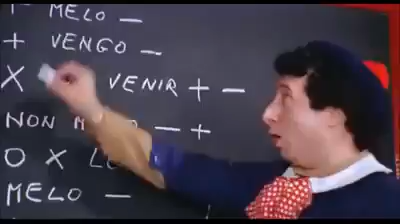 MELO –
+ VENGO –
X VENIR + –
NON – +
O X
MELO –